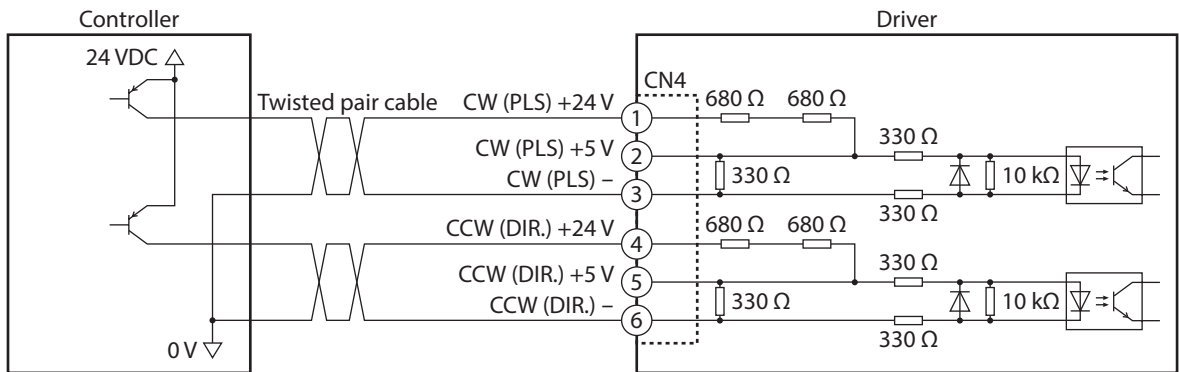 Controller
Driver
24 VDC
CN4
Twisted pair cable
CW (PLS) +24 V
1
680 Ω
680 Ω
CW (PLS) +5 V
2
330 Ω
330 Ω
10 kΩ
CW (PLS) –
3
330 Ω
CCW (DIR.) +24 V
4
680 Ω
680 Ω
CCW (DIR.) +5 V
5
330 Ω
330 Ω
10 kΩ
CCW (DIR.) –
6
330 Ω
0 V